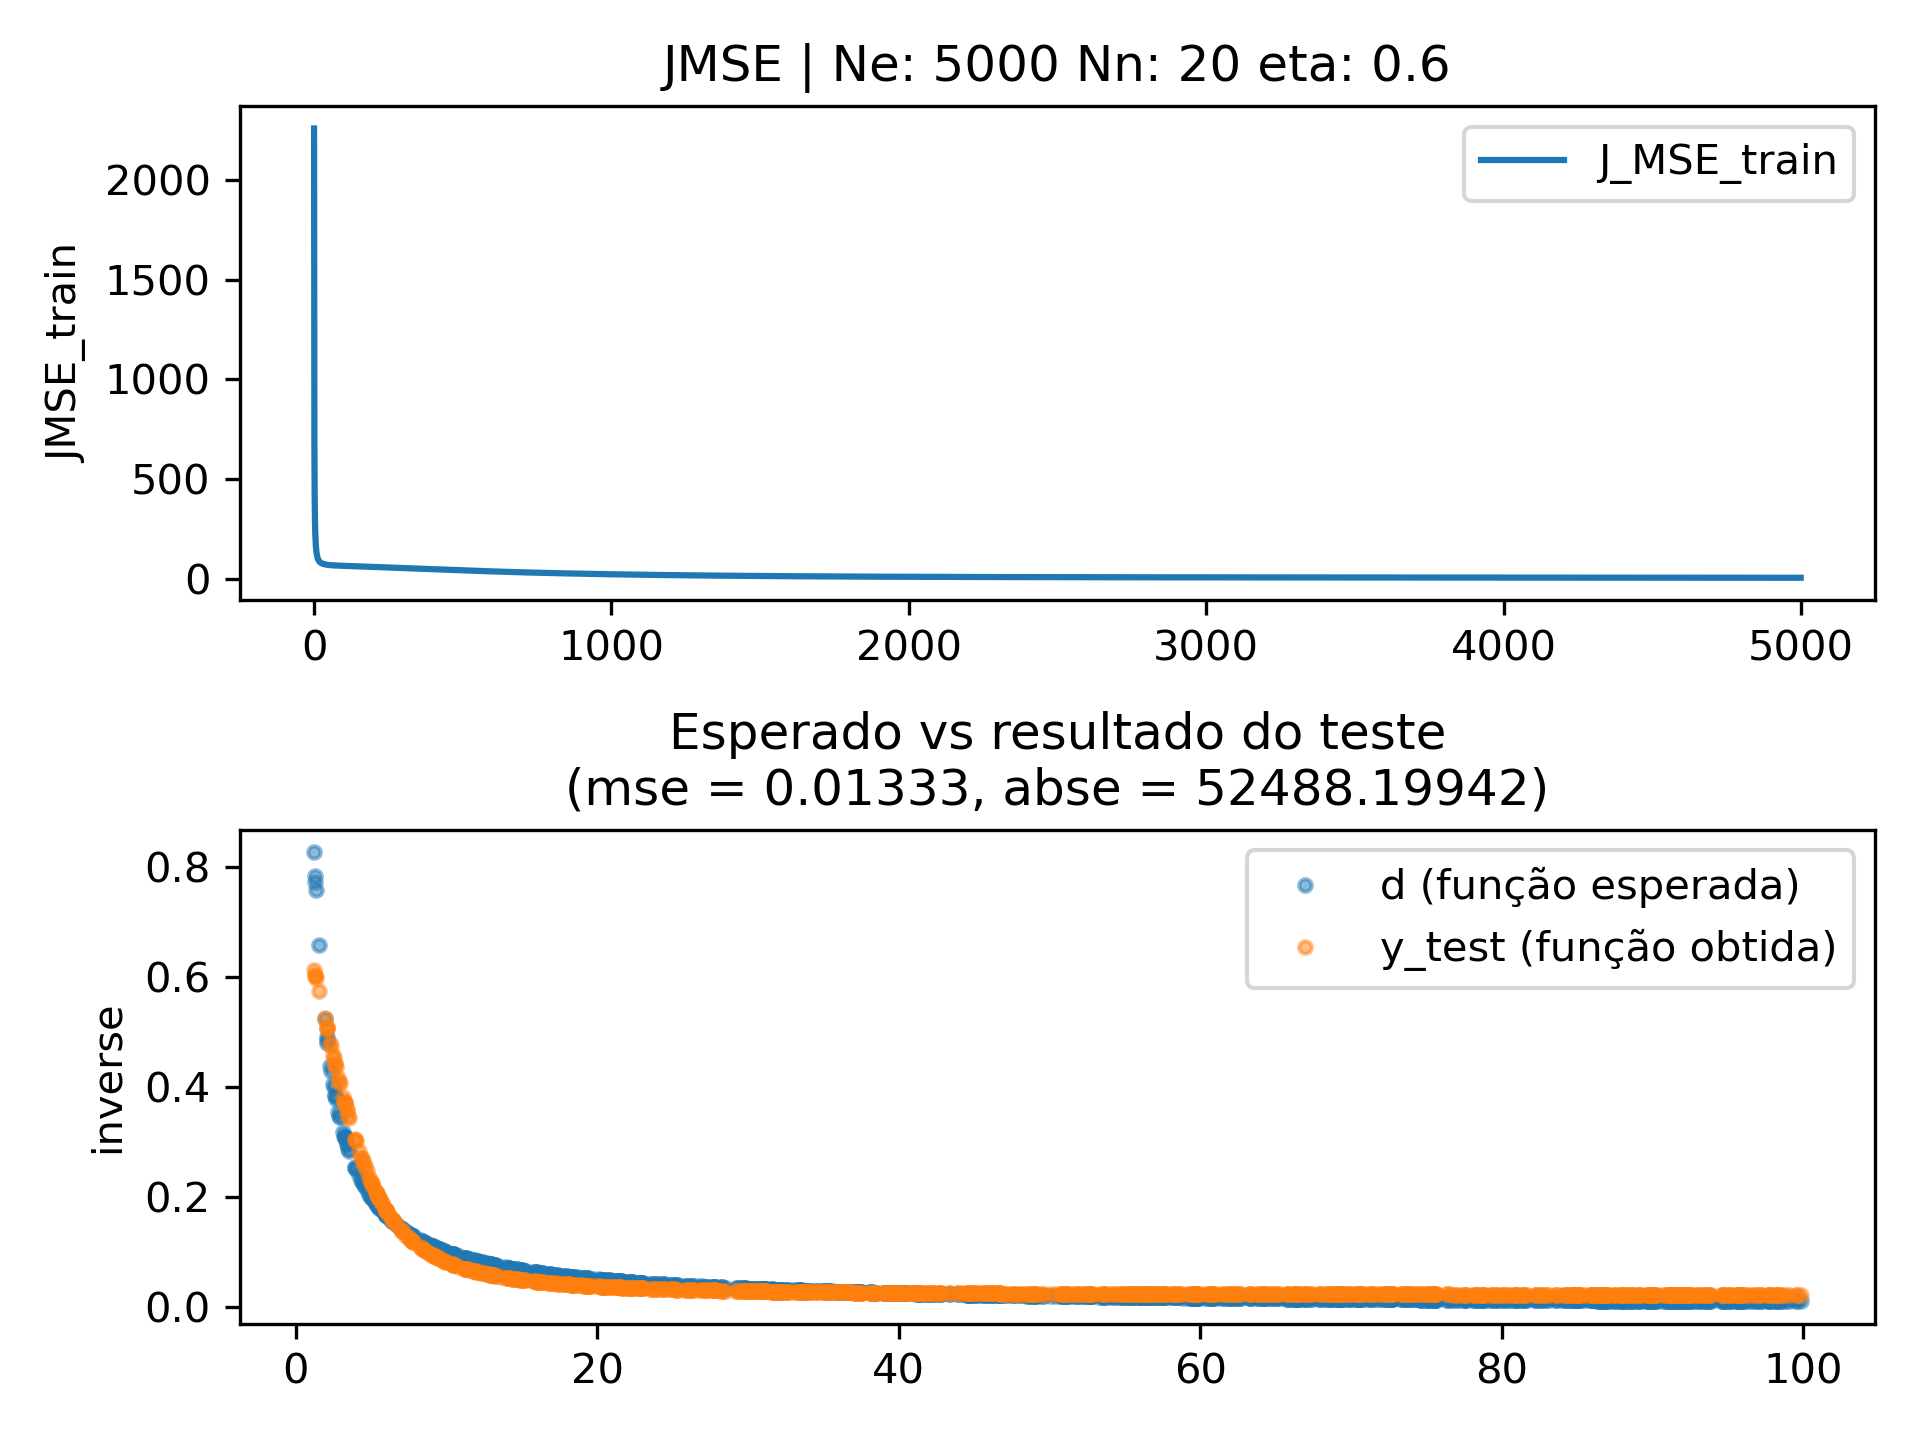 JMSE | Ne: 5000 Nn: 20 eta: 0.6
JMSE_train
2000
1500
1000
500
0
J_MSE_train
0 1000 2000 3000 4000 5000
Esperado vs resultado do teste
(mse = 0.01333, abse = 52488.19942)
inverse
0.8
0.6
0.4
0.2
0.0
d (função esperada)
y_test (função obtida)
0 20 40 60 80 100